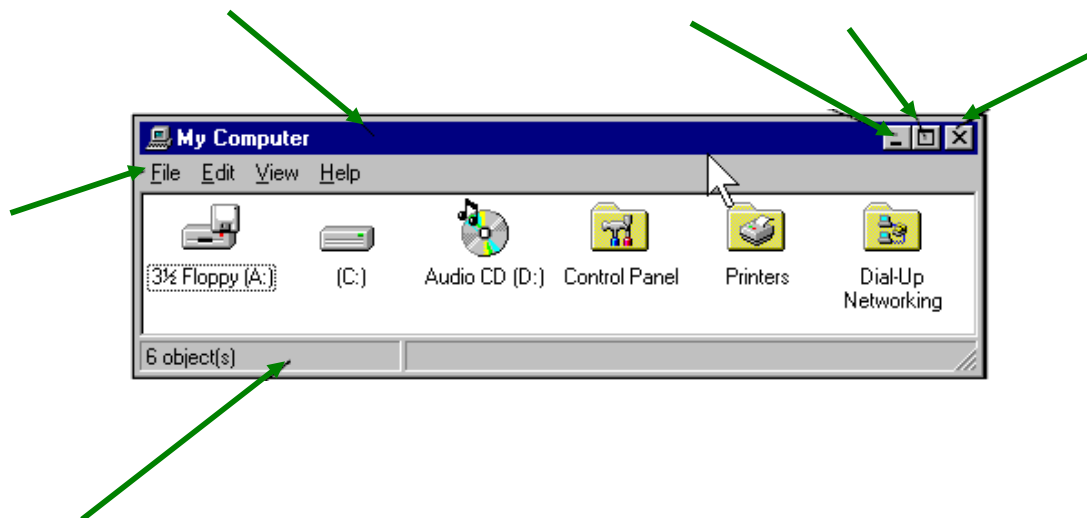 My Computer
File Edit View Help
3½ Floppy (A:) (C:) Audio CD (D:) Control Panel Printers Dial-Up
Networking
6 object(s)